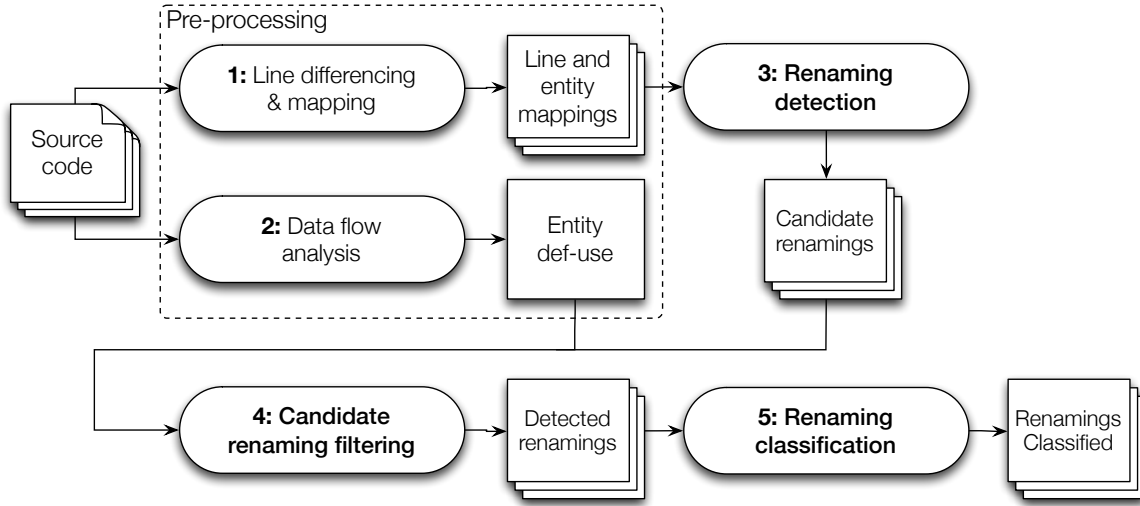 Pre-processing
Source
code
1: Line differencing
& mapping
Line and
entity
mappings
3: Renaming
detection
2: Data flow
analysis
Entity
def-use
Candidate
renamings
4: Candidate
renaming filtering
Detected
renamings
5: Renaming
classification
Renamings
Classified